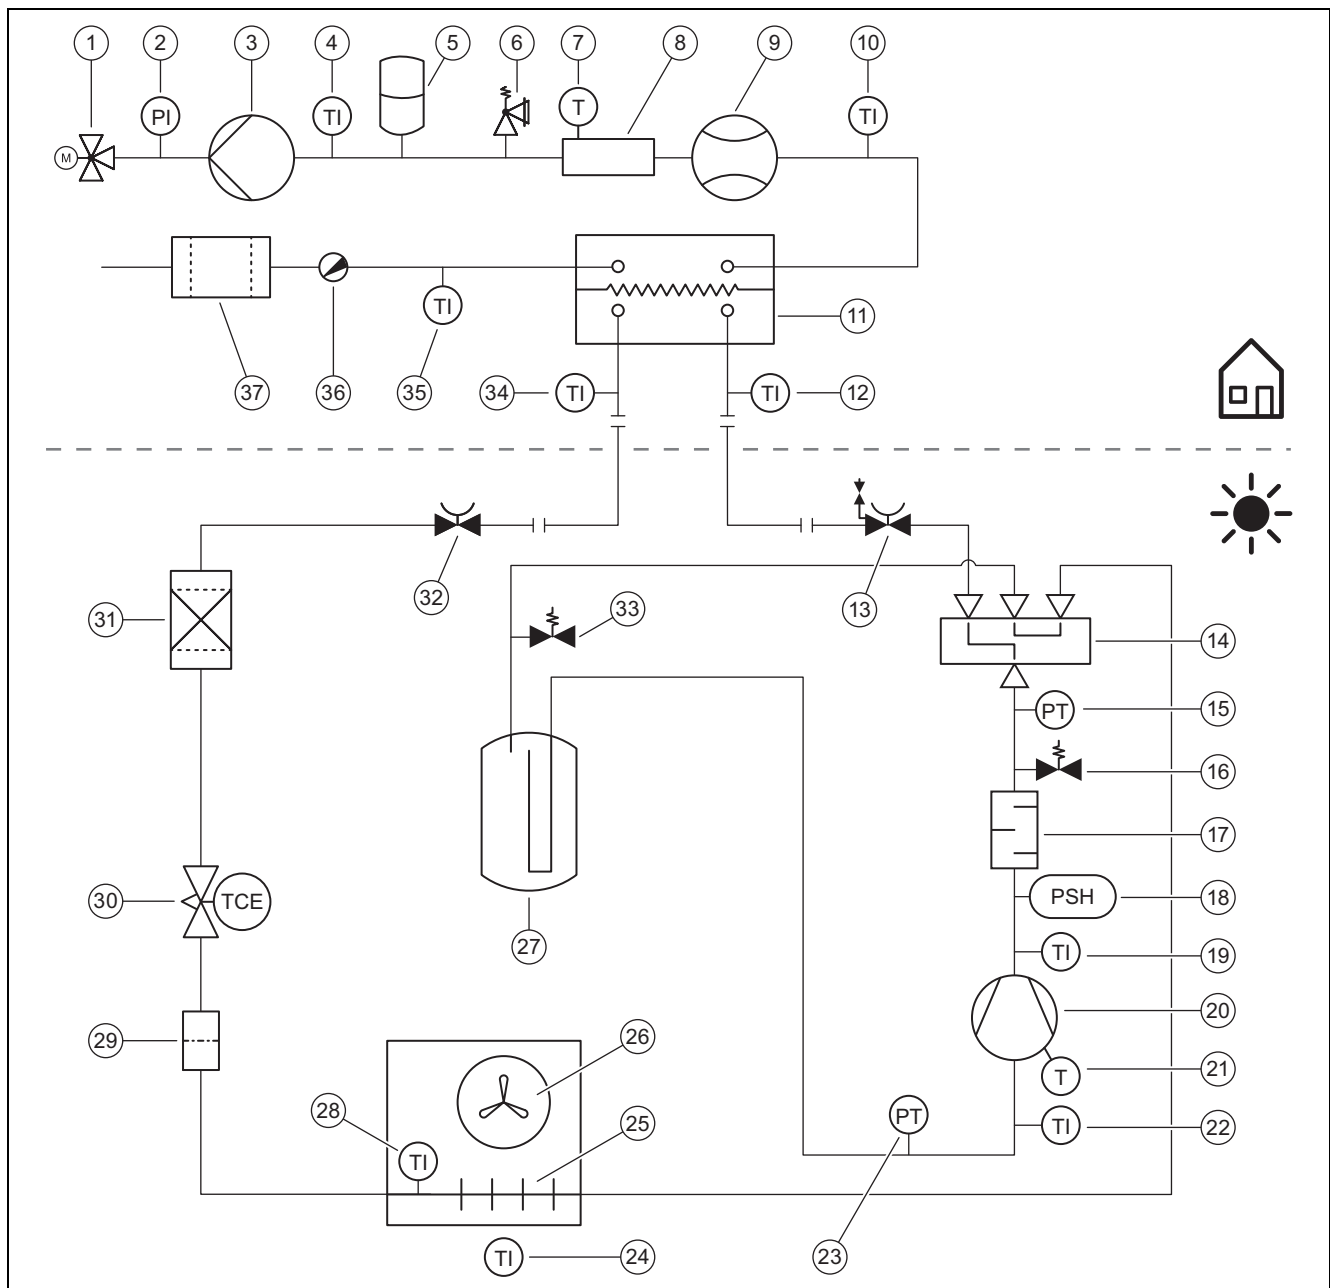 1 2 3 4 5 6 7 8 9 10
PI TI T TI
M
11
TI
37 36 35 34 TI TI 12
32 13
31 33 14
PT 15
16
17
30 TCE PSH 18
27 TI 19
20
29 26
T 21
28 25 PT TI 22
TI
TI 24 23